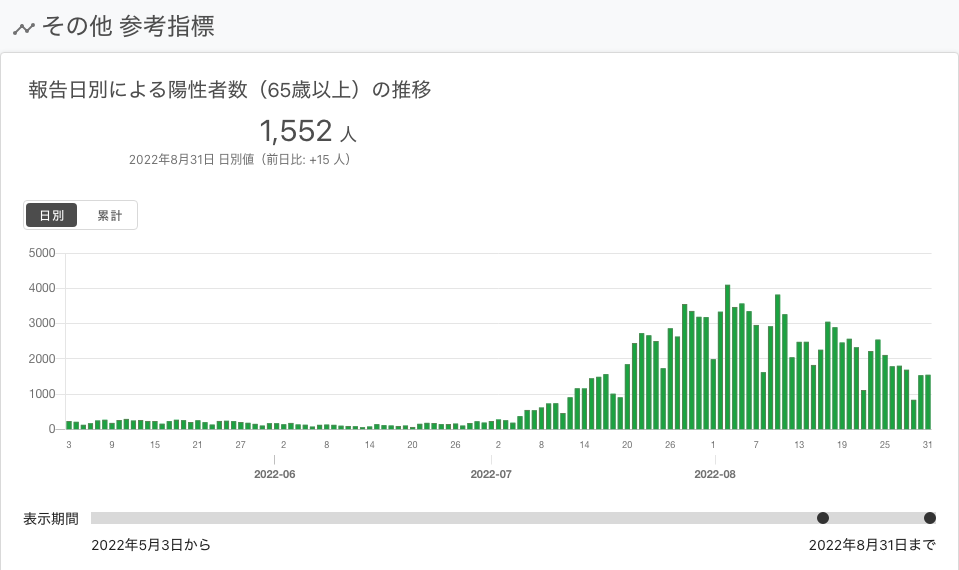 その他 参考指標
報告日別による陽性者数（65歳以上）の推移
1,552 人
2022年8月31日 日別値（前日比: +15 人）
日別 累計
5000
4000
3000
2000
1000
0
3 9 15 21 27 2 8 14 20 26 2 8 14 20 26 1 7 13 19 25 31
2022-06 2022-07 2022-08
表示期間
2022年5月3日から 2022年8月31日まで